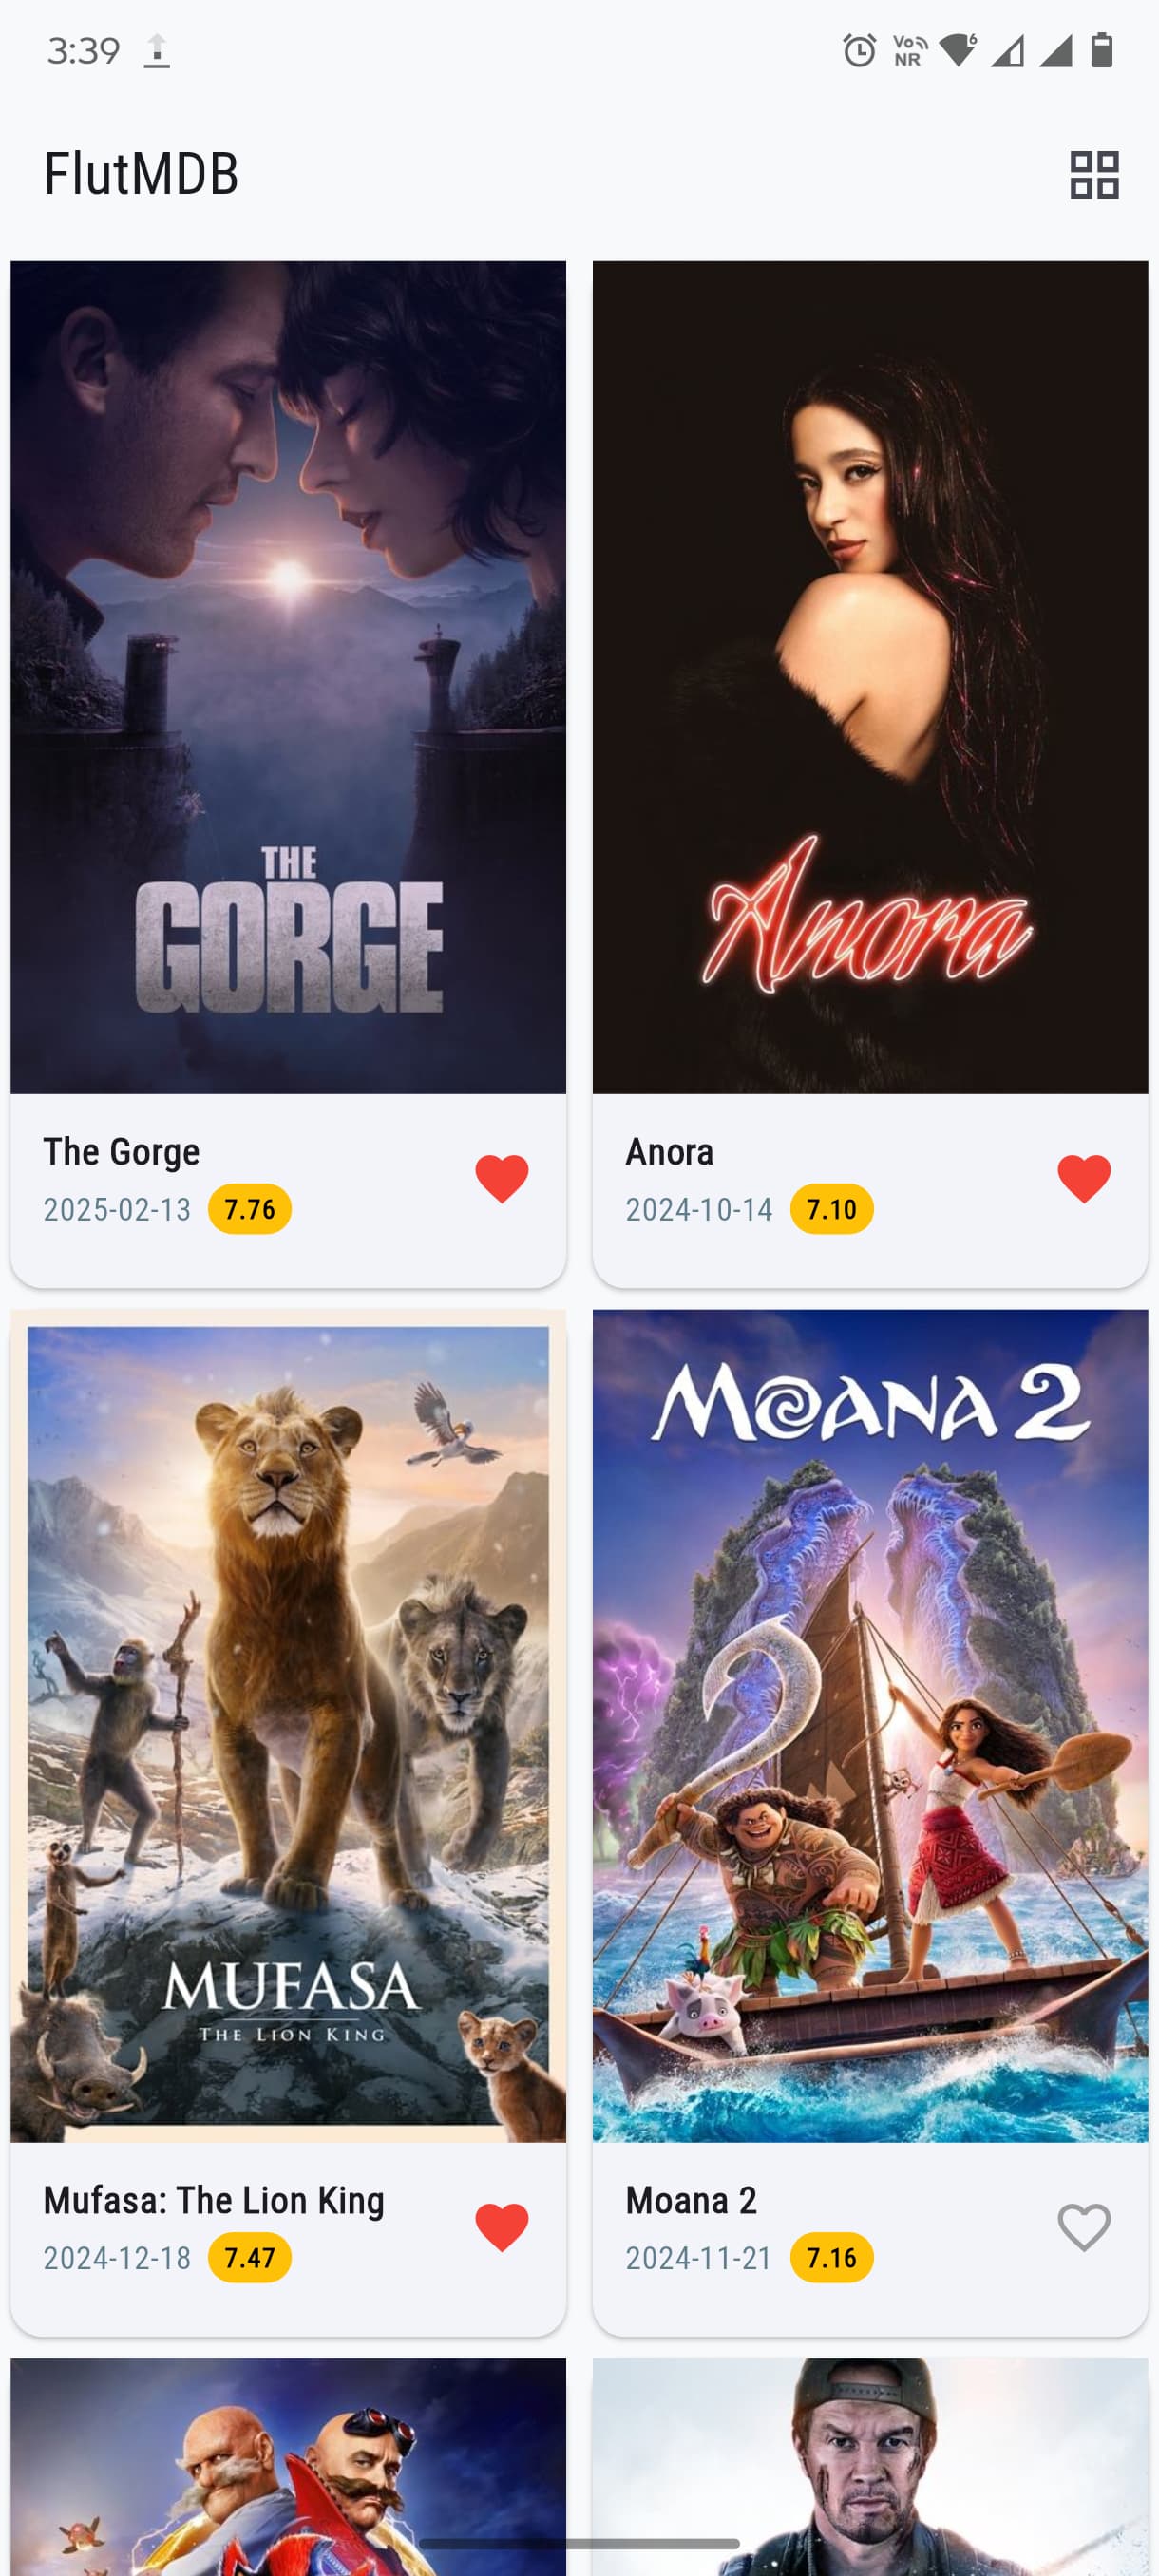 3:39
Vo NR
6
FlutMDB
THE
GORGE
Anora
The Gorge
2025-02-13 7.76
Anora
2024-10-14 7.10
MUFASA
THE LION KING
MOANA 2
Mufasa: The Lion King
2024-12-18 7.47
Moana 2
2024-11-21 7.16